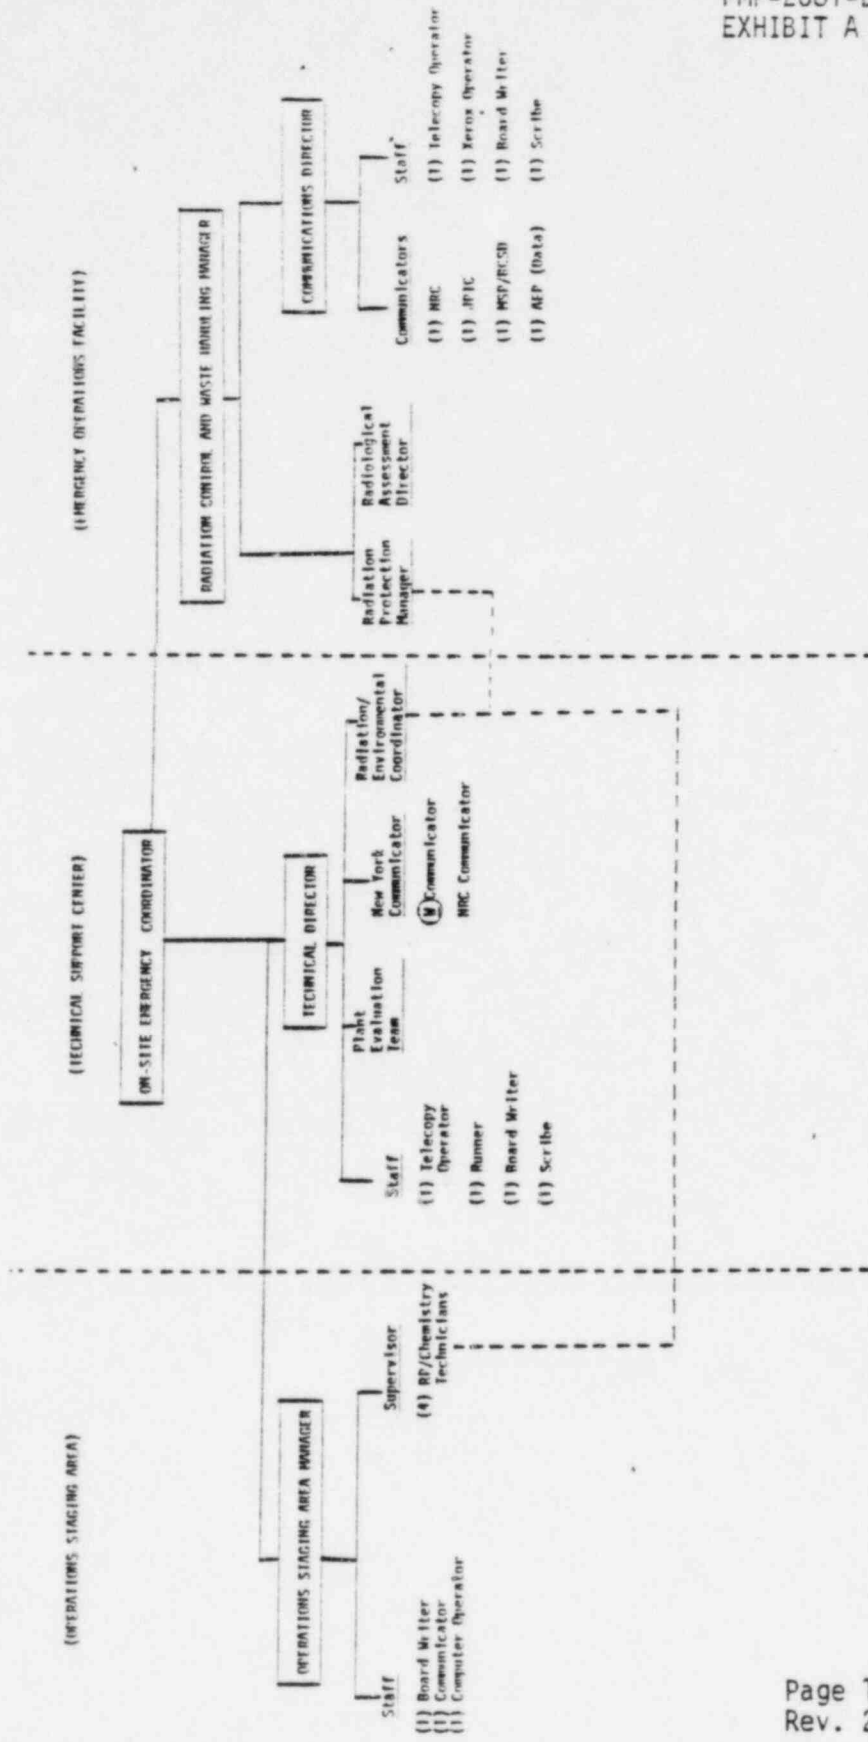 EXHIBIT A
(OPERATIONS STAGING AREA)
OPERATIONS STAGING AREA MANAGER
Staff
(1) Board Writer
(1) Communicator
(1) Computer Operator
Supervisor
(4) RP/Chemistry
Technicians
(TECHNICAL SUPPORT CENTER)
ON-SITE EMERGENCY COORDINATOR
TECHNICAL DIRECTOR
Staff
(1) Telecopy
Operator
(1) Runner
(1) Board Writer
(1) Scribe
Plant
Evaluation
Team
New York
Communicator
(W) Communicator
NRC Communicator
Radiation/
Environmental
Coordinator
(EMERGENCY OPERATIONS FACILITY)
RADIATION CONTROL AND WASTE HANDLING MANAGER
Radiation
Protection
Manager
Radiological
Assessment
Director
COMMUNICATIONS DIRECTOR
Communicators
(1) NRC
(1) JPIC
(1) MSP/BCSD
(1) AEP (Data)
Staff
(1) Telecopy Operator
(1) Xerox Operator
(1) Board Writer
(1) Scribe
Page
Rev. 2